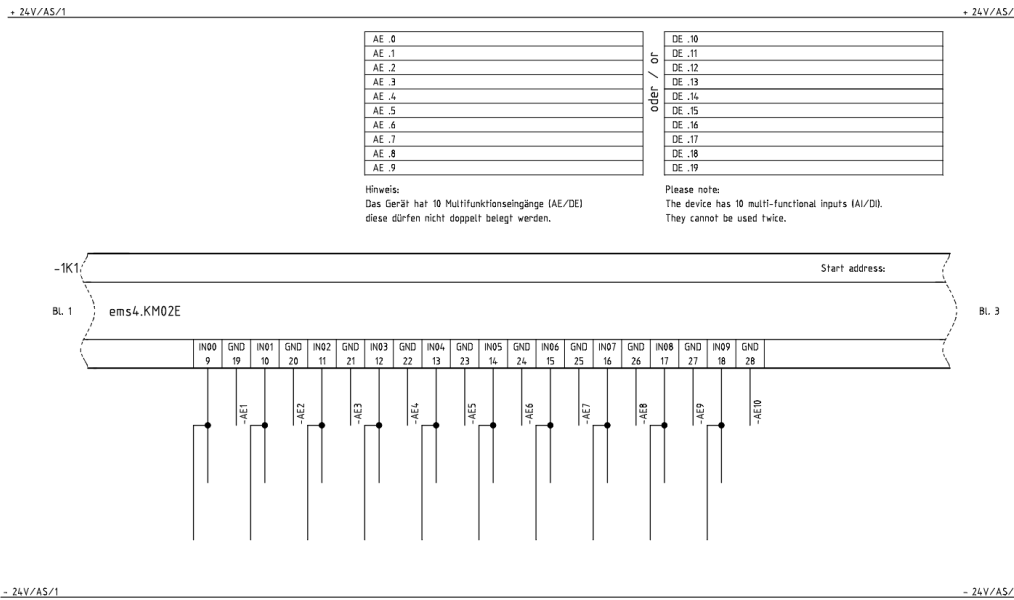 + 24V/AS/1
+ 24V/AS/
AE .0
AE .1
AE .2
AE .3
AE .4
AE .5
AE .6
AE .7
AE .8
AE .9
oder / or
DE .10
DE .11
DE .12
DE .13
DE .14
DE .15
DE .16
DE .17
DE .18
DE .19
Hinweis:
Das Gerät hat 10 Multifunktionseingänge (AE/DE)
diese dürfen nicht doppelt belegt werden.
Please note:
The device has 10 multi-functional inputs (AI/DI).
They cannot be used twice.
-1K1
Start address:
Bl. 1
ems4.KM02E
Bl. 3
IN00 GND IN01 GND IN02 GND IN03 GND IN04 GND IN05 GND IN06 GND IN07 GND IN08 GND IN09 GND
9 19 10 20 11 21 12 22 13 23 14 24 15 25 16 26 17 27 18 28
-AE1
-AE2
-AE3
-AE4
-AE5
-AE6
-AE7
-AE8
-AE9
-AE10
- 24V/AS/1
- 24V/AS/